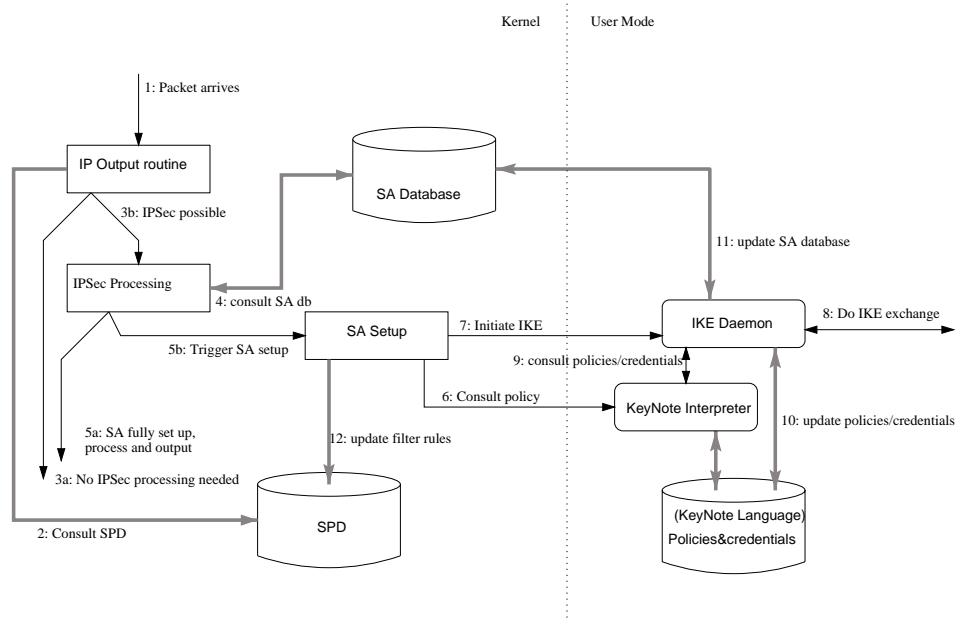 Kernel
User Mode
1: Packet arrives
IP Output routine
SA Database
3b: IPSec possible
11: update SA database
IPSec Processing
4: consult SA db
SA Setup
7: Initiate IKE
IKE Daemon
8: Do IKE exchange
5b: Trigger SA setup
9: consult policies/credentials
6: Consult policy
KeyNote Interpreter
10: update policies/credentials
5a: SA fully set up,
process and output
12: update filter rules
3a: No IPSec processing needed
2: Consult SPD
SPD
(KeyNote Language)
Policies&credentials